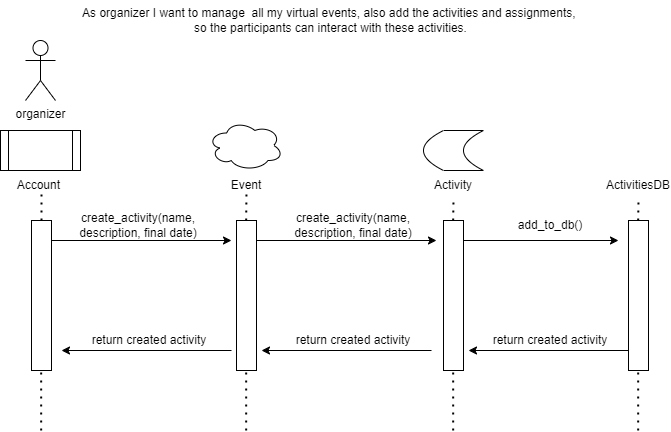 As organizer I want to manage  all my virtual events, also add the activities and assignments,
so the participants can interact with these activities.
organizer
Account
Event
Activity
ActivitiesDB
create_activity(name,
description, final date)
create_activity(name,
description, final date)
add_to_db()
return created activity
return created activity
return created activity